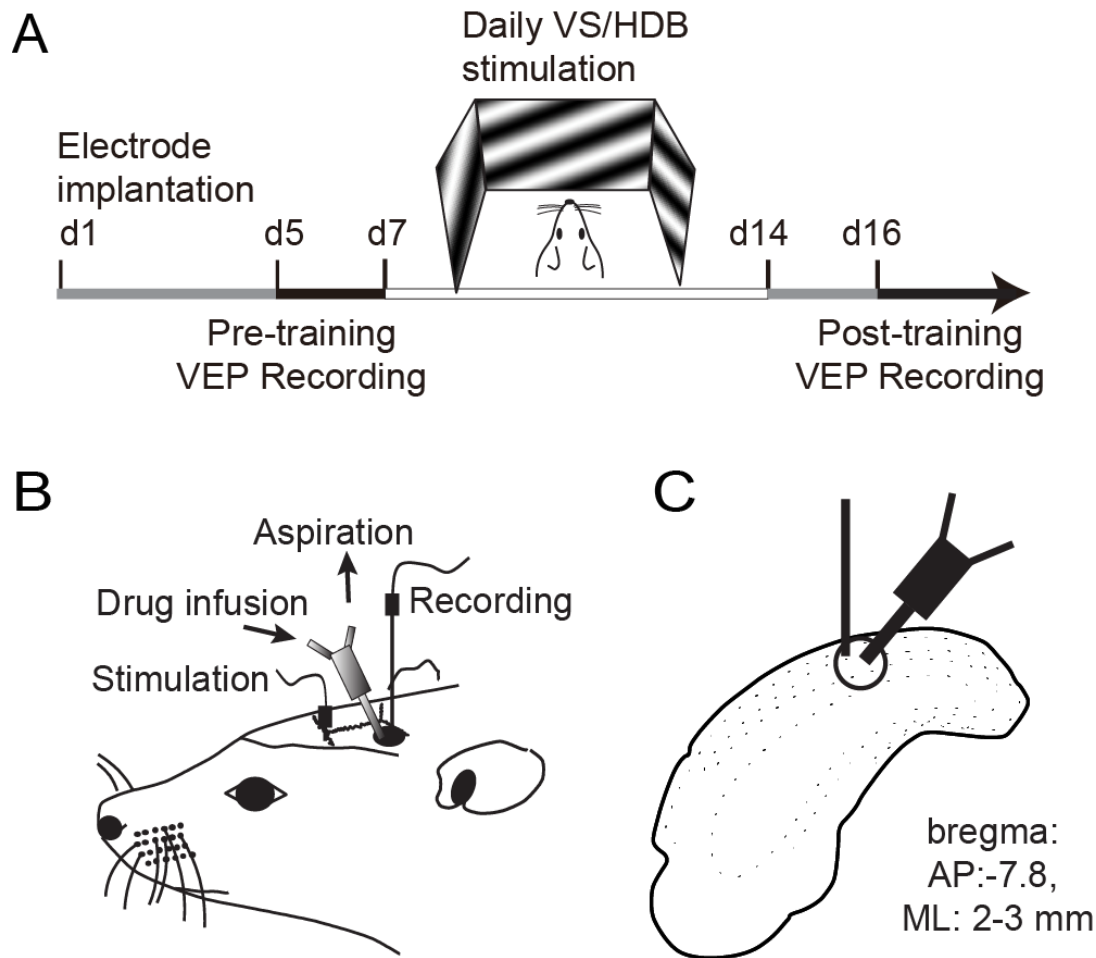 A
Daily VS/HDB
stimulation
Electrode
implantation
d1
d5
d7
d14
d16
Pre-training
VEP Recording
Post-training
VEP Recording
B
Aspiration
Drug infusion
Recording
Stimulation
C
bregma:
AP:-7.8,
ML: 2-3 mm